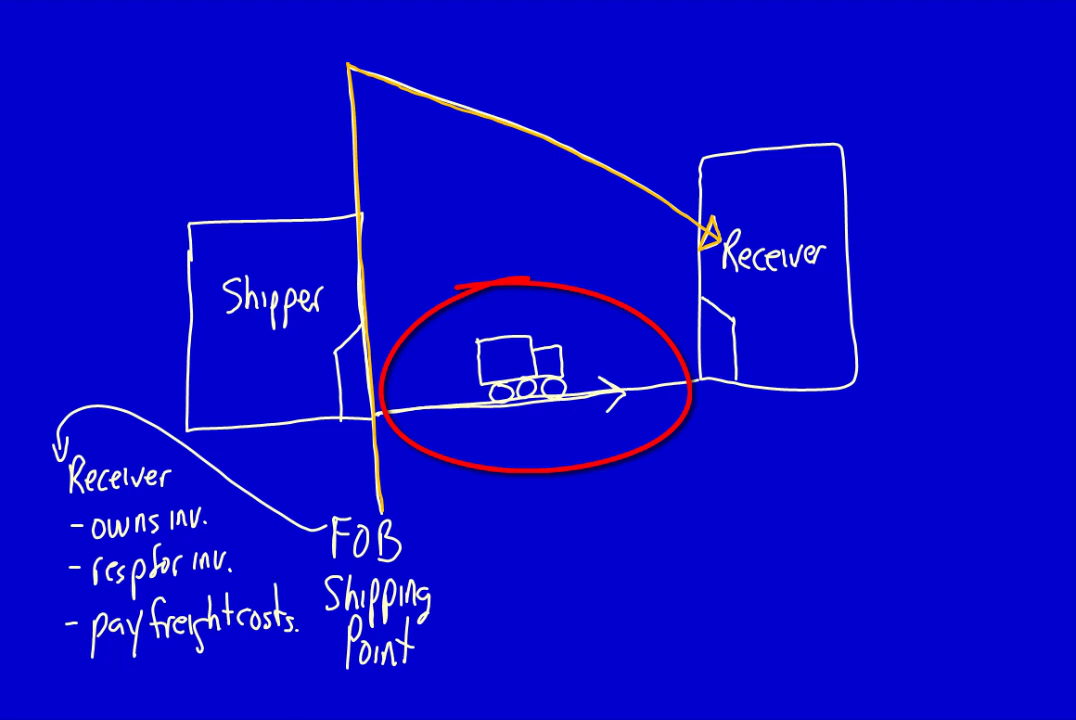 Shipper
Receiver
Receiver
- owns inv.
- resp for inv.
- pay freight costs.
FOB
Shipping
Point